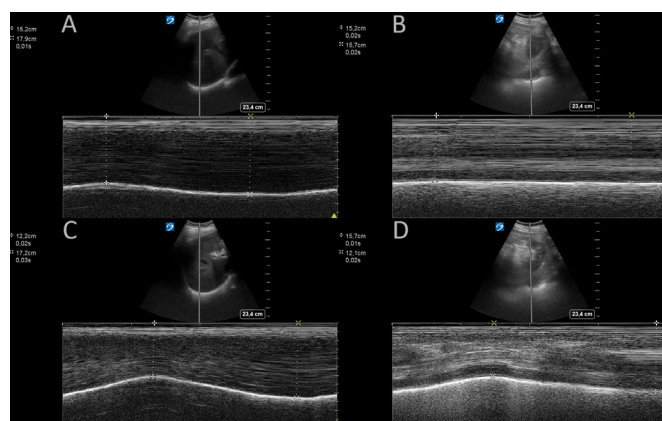 A
15,2cm
17,9cm
0,01s
23,4 cm
B
15,2cm
0,02s
15,7cm
0,02s
23,4 cm
C
12,2cm
0,02s
17,2cm
0,03s
23,4 cm
D
15,7cm
0,01s
12,1cm
0,02s
23,4 cm